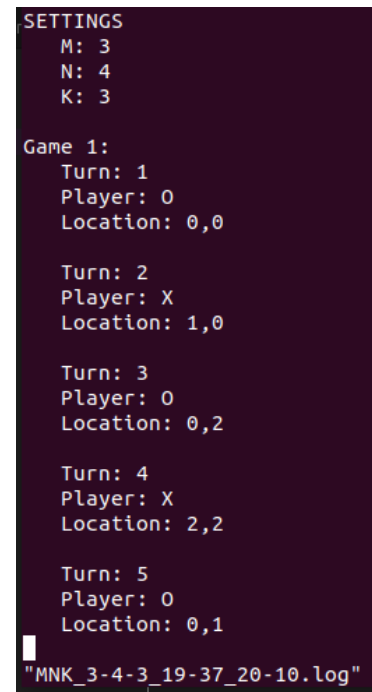 SETTINGS
M: 3
N: 4
K: 3
Game 1:
Turn: 1
Player: O
Location: 0,0
Turn: 2
Player: X
Location: 1,0
Turn: 3
Player: O
Location: 0,2
Turn: 4
Player: X
Location: 2,2
Turn: 5
Player: O
Location: 0,1
"MNK_3-4-3_19-37_20-10.log"